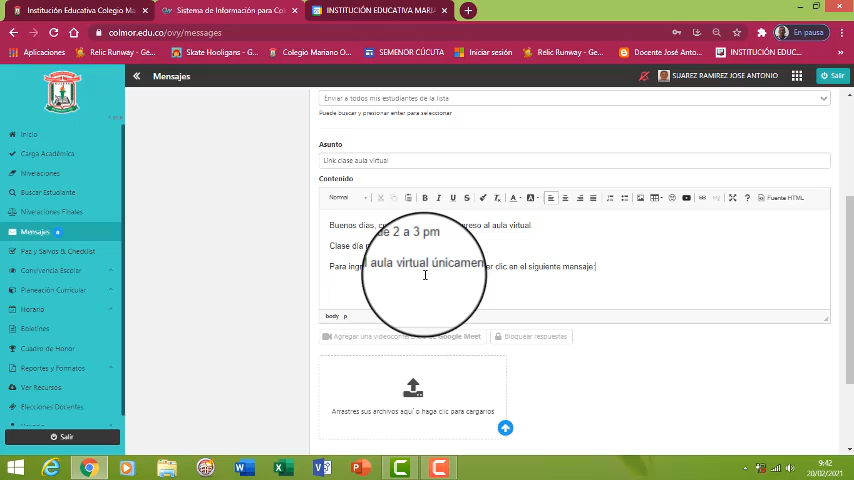 Institución Educativa Colegio M
Sistema de Información para Co
INSTITUCIÓN EDUCATIVA MARIA
colmor.edu.co/ovy/messages
En pausa
Aplicaciones
Relic Runway - Ge...
Skate Hooligans - G...
Colegio Mariano O...
SEMENOR CÚCUTA
Iniciar sesión
Relic Runway - Ge...
Docente José Anto...
INSTITUCIÓN EDUC...
Mensajes
SUAREZ RAMIREZ JOSE ANTONIO
Salir
Inicio
Carga Académica
Nivelaciones
Buscar Estudiante
Nivelaciones Finales
Mensajes
Paz y Salvos & Checklist
Convivencia Escolar
Planeación Curricular
Horario
Boletines
Cuadro de Honor
Reportes y Formatos
Ver Recursos
Elecciones Docentes
Salir
Enviar a todos mis estudiantes de la lista
Puede buscar y presionar enter para seleccionar
Asunto
Link clase aula virtual
Contenido
Normal
B I U S
Fuente HTML
Buenos días, greso al aula virtual.
de 2 a 3 pm
Clase día
l aula virtual únicamen
Para ingr ar clic en el siguiente mensaje:
body p
Agregar una videoconfe Google Meet
Bloquear respuestas
Arrastres sus archivos aquí o haga clic para cargarlos
9:42
20/02/2021